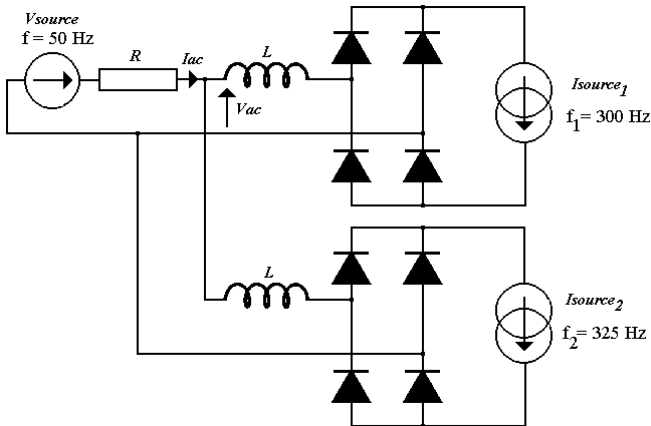 Vsource
f = 50 Hz
R
Iac
L
Vac
Isource1
f1= 300 Hz
L
Isource2
f2= 325 Hz